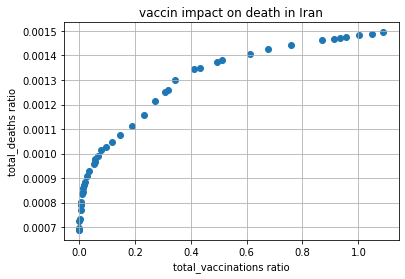 vaccin impact on death in Iran
total_deaths ratio
0.0015
0.0014
0.0013
0.0012
0.0011
0.0010
0.0009
0.0008
0.0007
0.0 0.2 0.4 0.6 0.8 1.0
total_vaccinations ratio